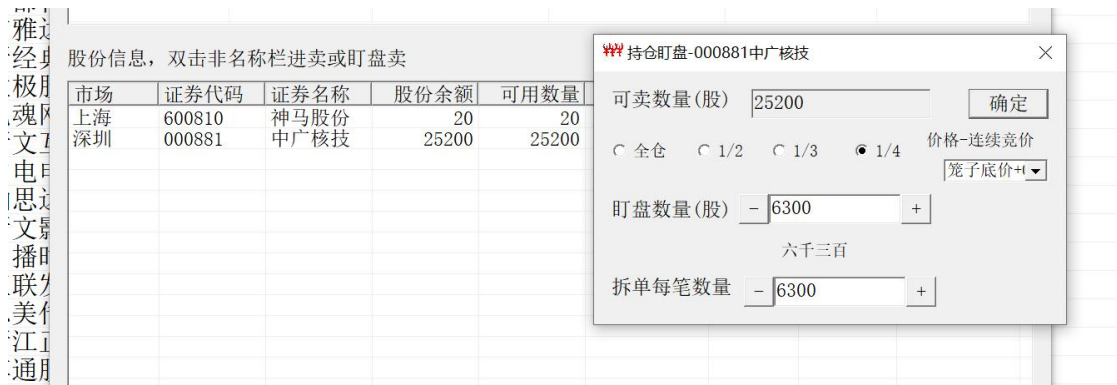 雅
经
极
魂
文
电
思
文
播
联
美
江
通
股份信息，双击非名称栏进卖或盯盘卖
市场 证券代码 证券名称 股份余额 可用数量
上海 600810 神马股份 20 20
深圳 000881 中广核技 25200 25200
持仓盯盘-000881中广核技
可卖数量(股) 25200 确定
价格-连续竞价
全仓 1/2 1/3 1/4
笼子底价+
盯盘数量(股) - 6300 +
六千三百
拆单每笔数量 - 6300 +